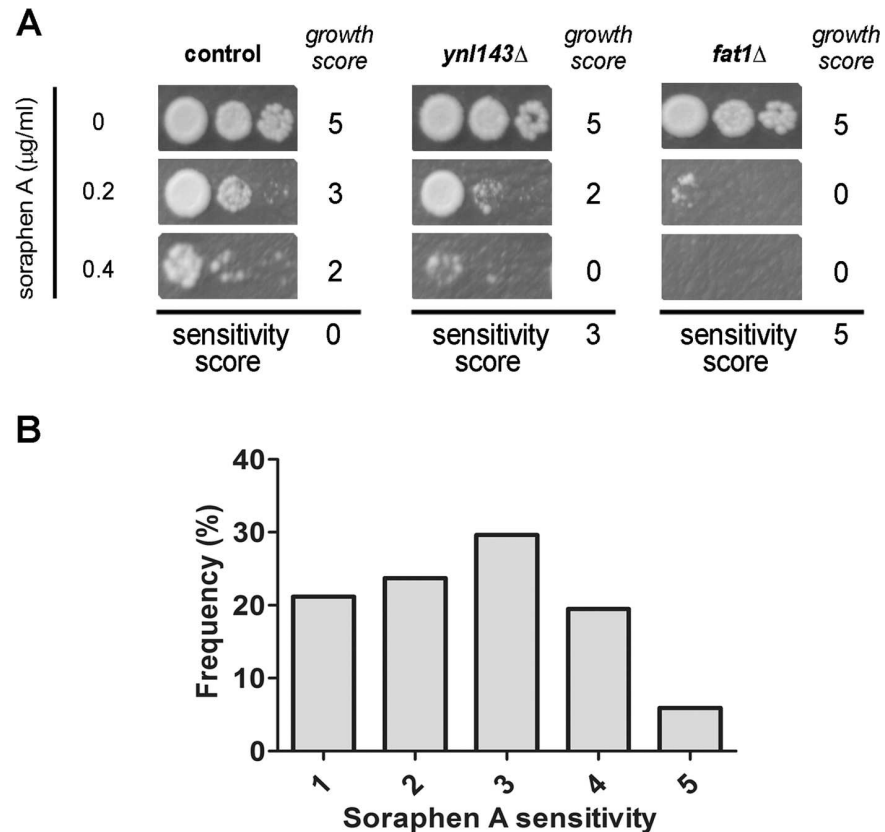 A
control growth score ynl143Δ growth score fat1Δ growth score
soraphen A (μg/ml)
0 5 5 5
0.2 3 2 0
0.4 2 0 0
sensitivity score 0 sensitivity score 3 sensitivity score 5
B
Frequency (%)
40
30
20
10
0
1 2 3 4 5
Soraphen A sensitivity